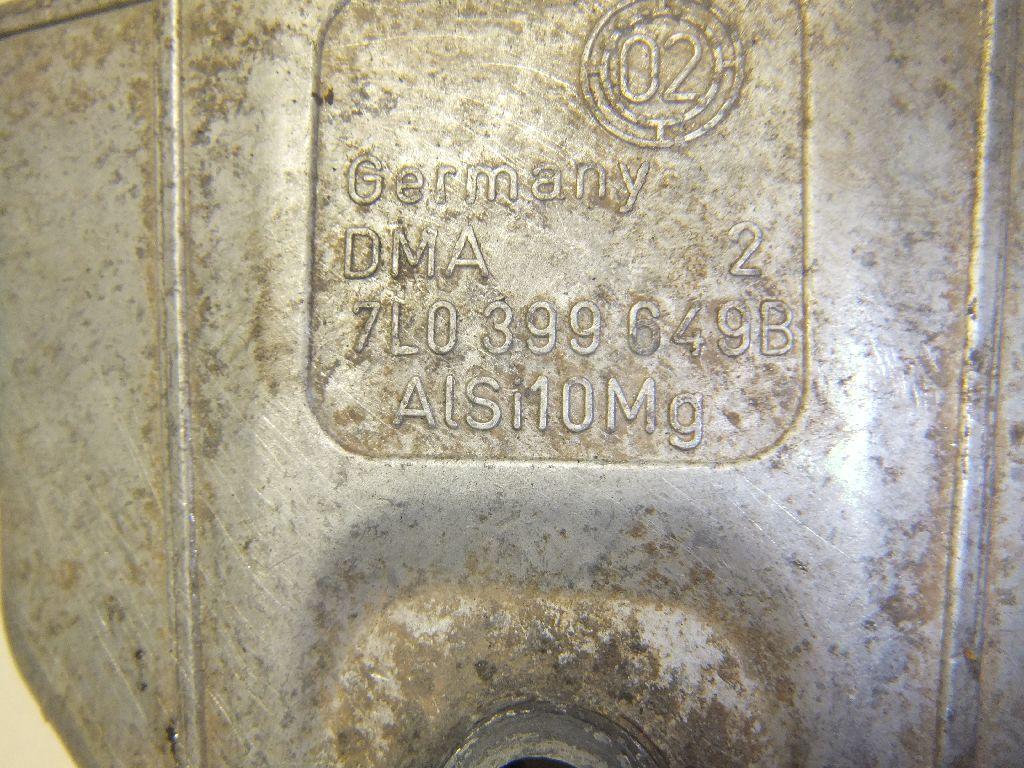 02
Germany
DMA 2
7L0 399 649B
AlSi10Mg